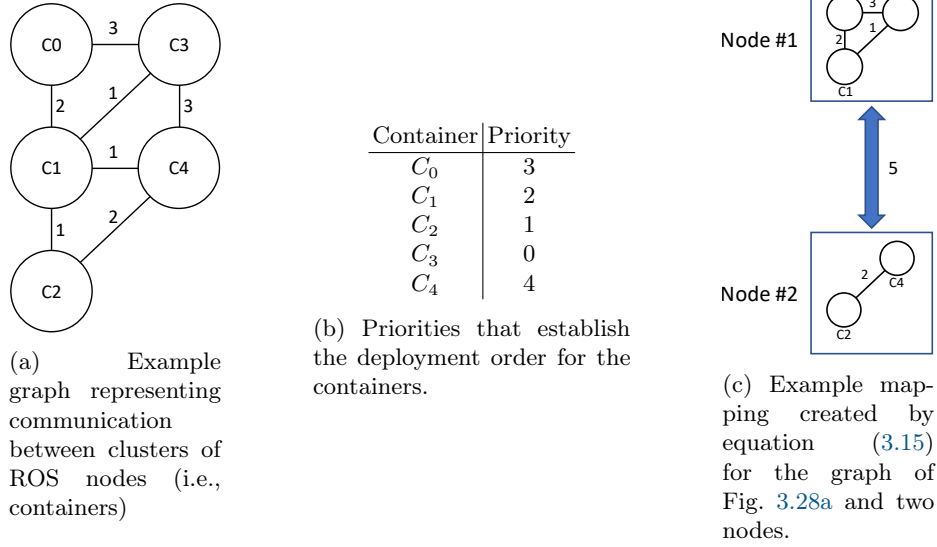 C0
3
C3
2
1
3
C1
1
C4
1
2
C2
(a) Example
graph representing
communication
between clusters of
ROS nodes (i.e.,
containers)
Container Priority
C0 3
C1 2
C2 1
C3 0
C4 4
(b) Priorities that establish
the deployment order for the
containers.
3
Node #1
2
1
C1
5
Node #2
2
C4
C2
(c) Example map-
ping created by
equation (3.15)
for the graph of
Fig. 3.28a and two
nodes.